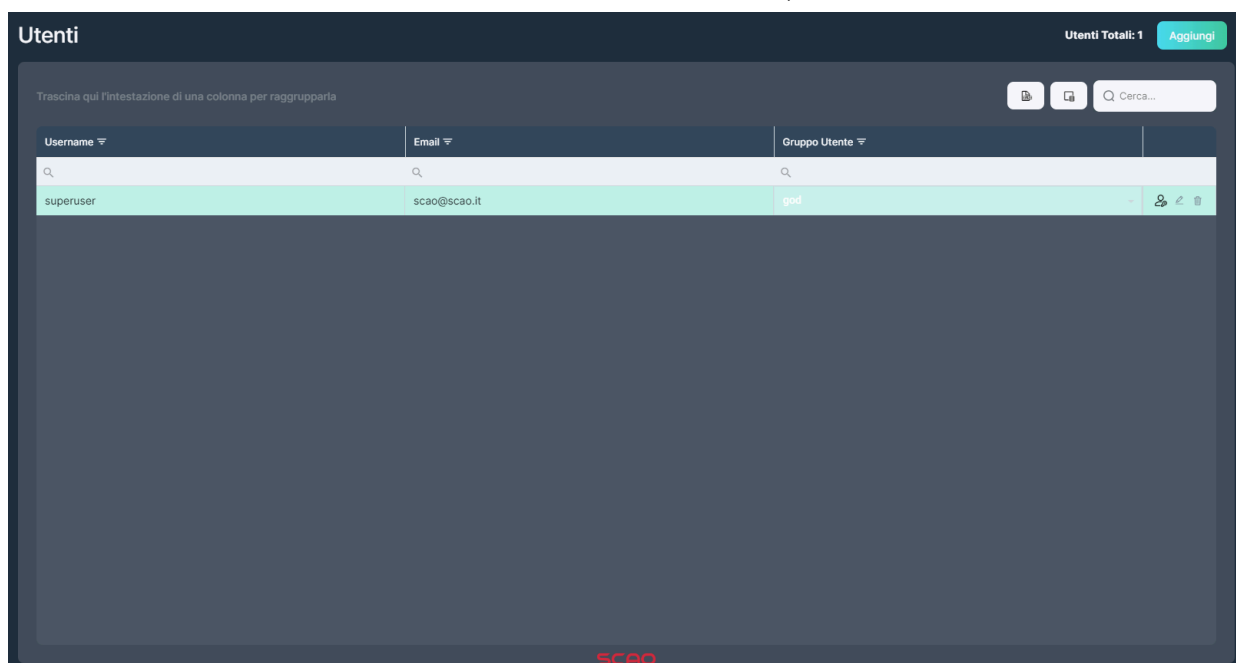 Utenti
Utenti Totali: 1
Aggiungi
Trascina qui l'intestazione di una colonna per raggrupparla
Cerca...
Username
Email
Gruppo Utente
superuser
scao@scao.it
god
SCAO